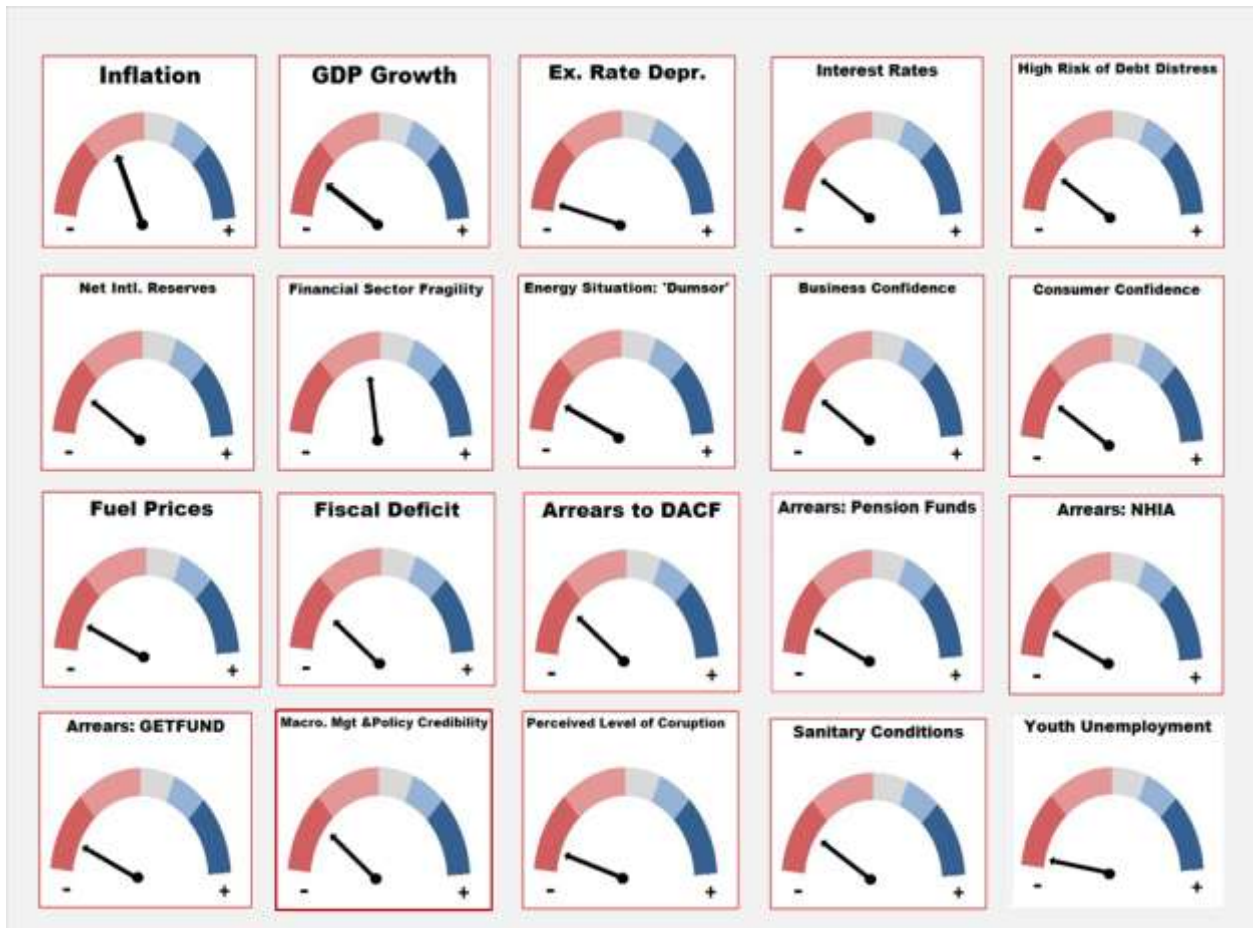 Inflation
GDP Growth
Ex. Rate Depr.
Interest Rates
High Risk of Debt Distress
- +
- +
- +
- +
- +
Net Intl. Reserves
Financial Sector Fragility
Energy Situation: 'Dumsor'
Business Confidence
Consumer Confidence
- +
- +
- +
- +
- +
Fuel Prices
Fiscal Deficit
Arrears to DACF
Arrears: Pension Funds
Arrears: NHIA
- +
- +
- +
- +
- +
Arrears: GETFUND
Macro. Mgt &Policy Credibility
Perceived Level of Coruption
Sanitary Conditions
Youth Unemployment
- +
- +
- +
- +
- +